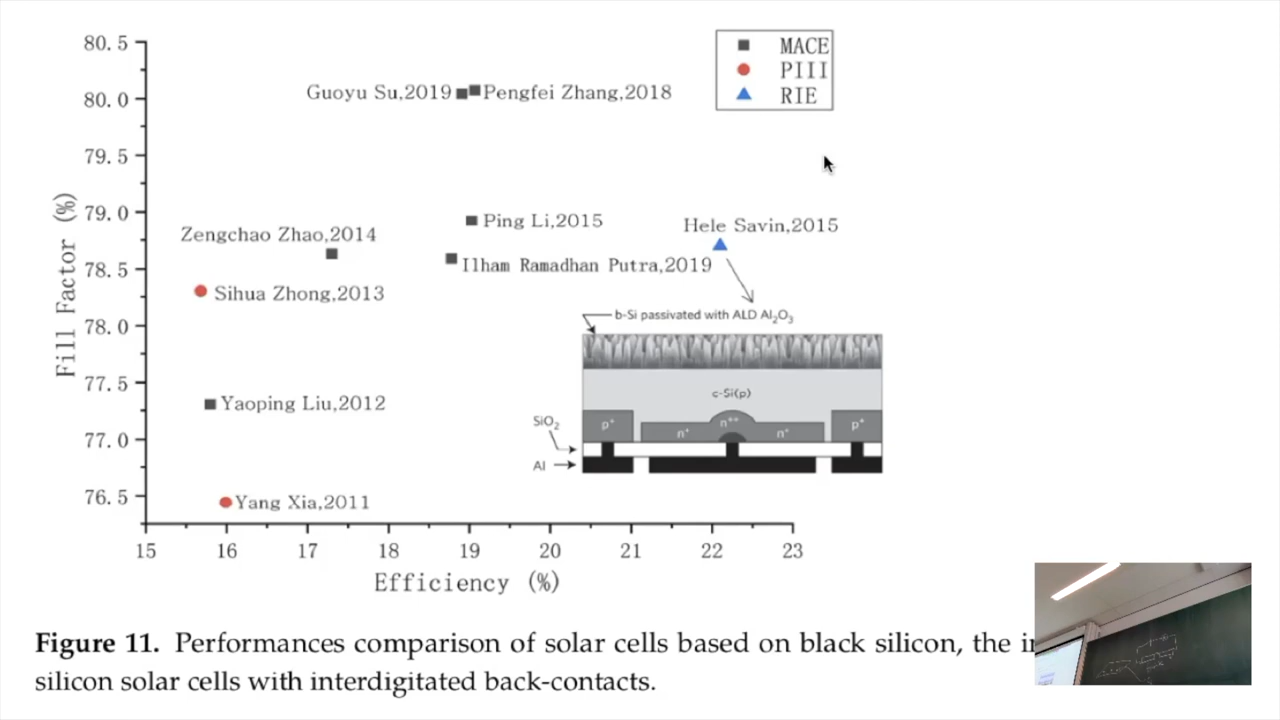 80.5
MACE
PIII
RIE
Guoyu Su,2019
Pengfei Zhang,2018
80.0
79.5
79.0
Ping Li,2015
Hele Savin,2015
Zengchao Zhao,2014
78.5
Ilham Ramadhan Putra,2019
Sihua Zhong,2013
78.0
b-Si passivated with ALD Al₂O₃
77.5
c-Si(p)
Yaoping Liu,2012
SiO₂
p⁺
n⁺
n⁺⁺
n⁺
p⁺
77.0
Al
76.5
Yang Xia,2011
Fill Factor (%)
15 16 17 18 19 20 21 22 23
Efficiency (%)
Figure 11. Performances comparison of solar cells based on black silicon, the
silicon solar cells with interdigitated back-contacts.